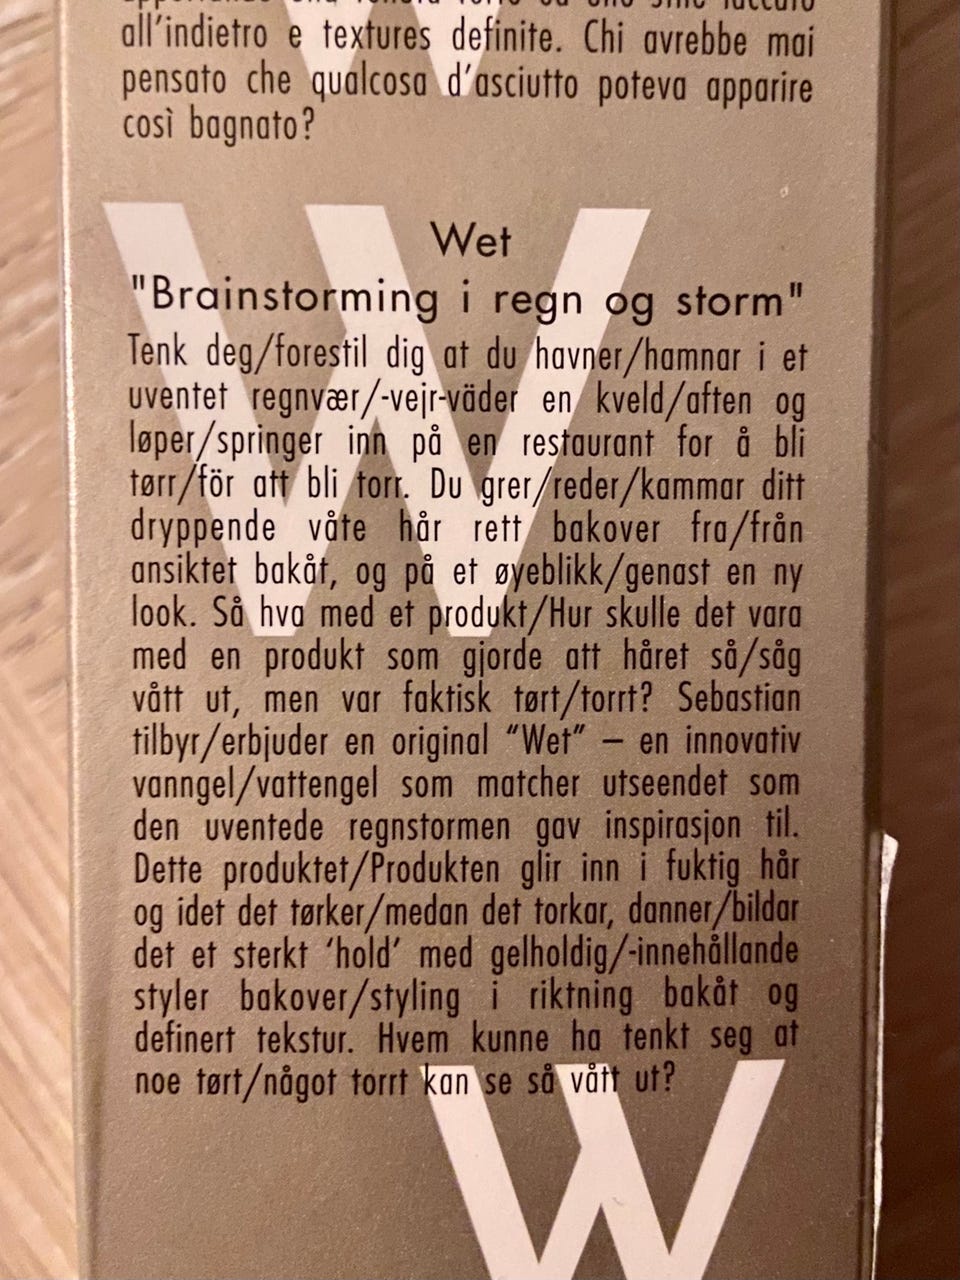 all'indietro e textures definite. Chi avrebbe mai
pensato che qualcosa d'asciutto poteva apparire
così bagnato?
Wet
"Brainstorming i regn og storm"
Tenk deg/forestil dig at du havner/hamnar i et
uventet regnvær/-vejr-väder en kveld/aften og
løper/springer inn på en restaurant for å bli
tørr/för att bli torr. Du grer/reder/kammar ditt
dryppende våte hår rett bakover fra/från
ansiktet bakåt, og på et øyeblikk/genast en ny
look. Så hva med et produkt/Hur skulle det vara
med en produkt som gjorde att håret så/såg
vått ut, men var faktisk tørt/torrt? Sebastian
tilbyr/erbjuder en original "Wet" – en innovativ
vanngel/vattengel som matcher utseendet som
den uventede regnstormen gav inspirasjon til.
Dette produktet/Produkten glir inn i fuktig hår
og idet det tørker/medan det torkar, danner/bildar
det et sterkt 'hold' med gelholdig/-innehållande
styler bakover/styling i riktning bakåt og
definert tekstur. Hvem kunne ha tenkt seg at
noe tørt/något torrt kan se så vått ut?
W
W